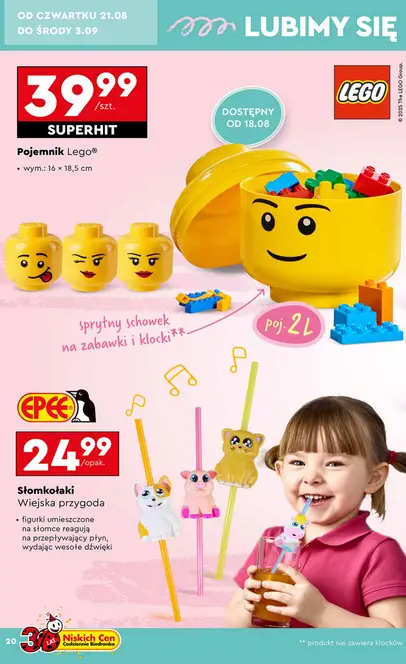 OD CZWARTKU 21.08
DO ŚRODY 3.09
LUBIMY SIĘ
39.99
/szt.
SUPERHIT
LEGO
© 2025 The LEGO Group.
DOSTĘPNY
OD 18.08
Pojemnik Lego®
• wym.: 16 × 18,5 cm
sprytny schowek
na zabawki i klocki**
poj. 2L
EPEE
24.99
/opak.
Słomkołaki
Wiejska przygoda
• figurki umieszczone
na słomce reagują
na przepływający płyn,
wydając wesołe dźwięki
20
30 LAT
Niskich Cen
Codziennie Biedronka
** produkt nie zawiera klocków